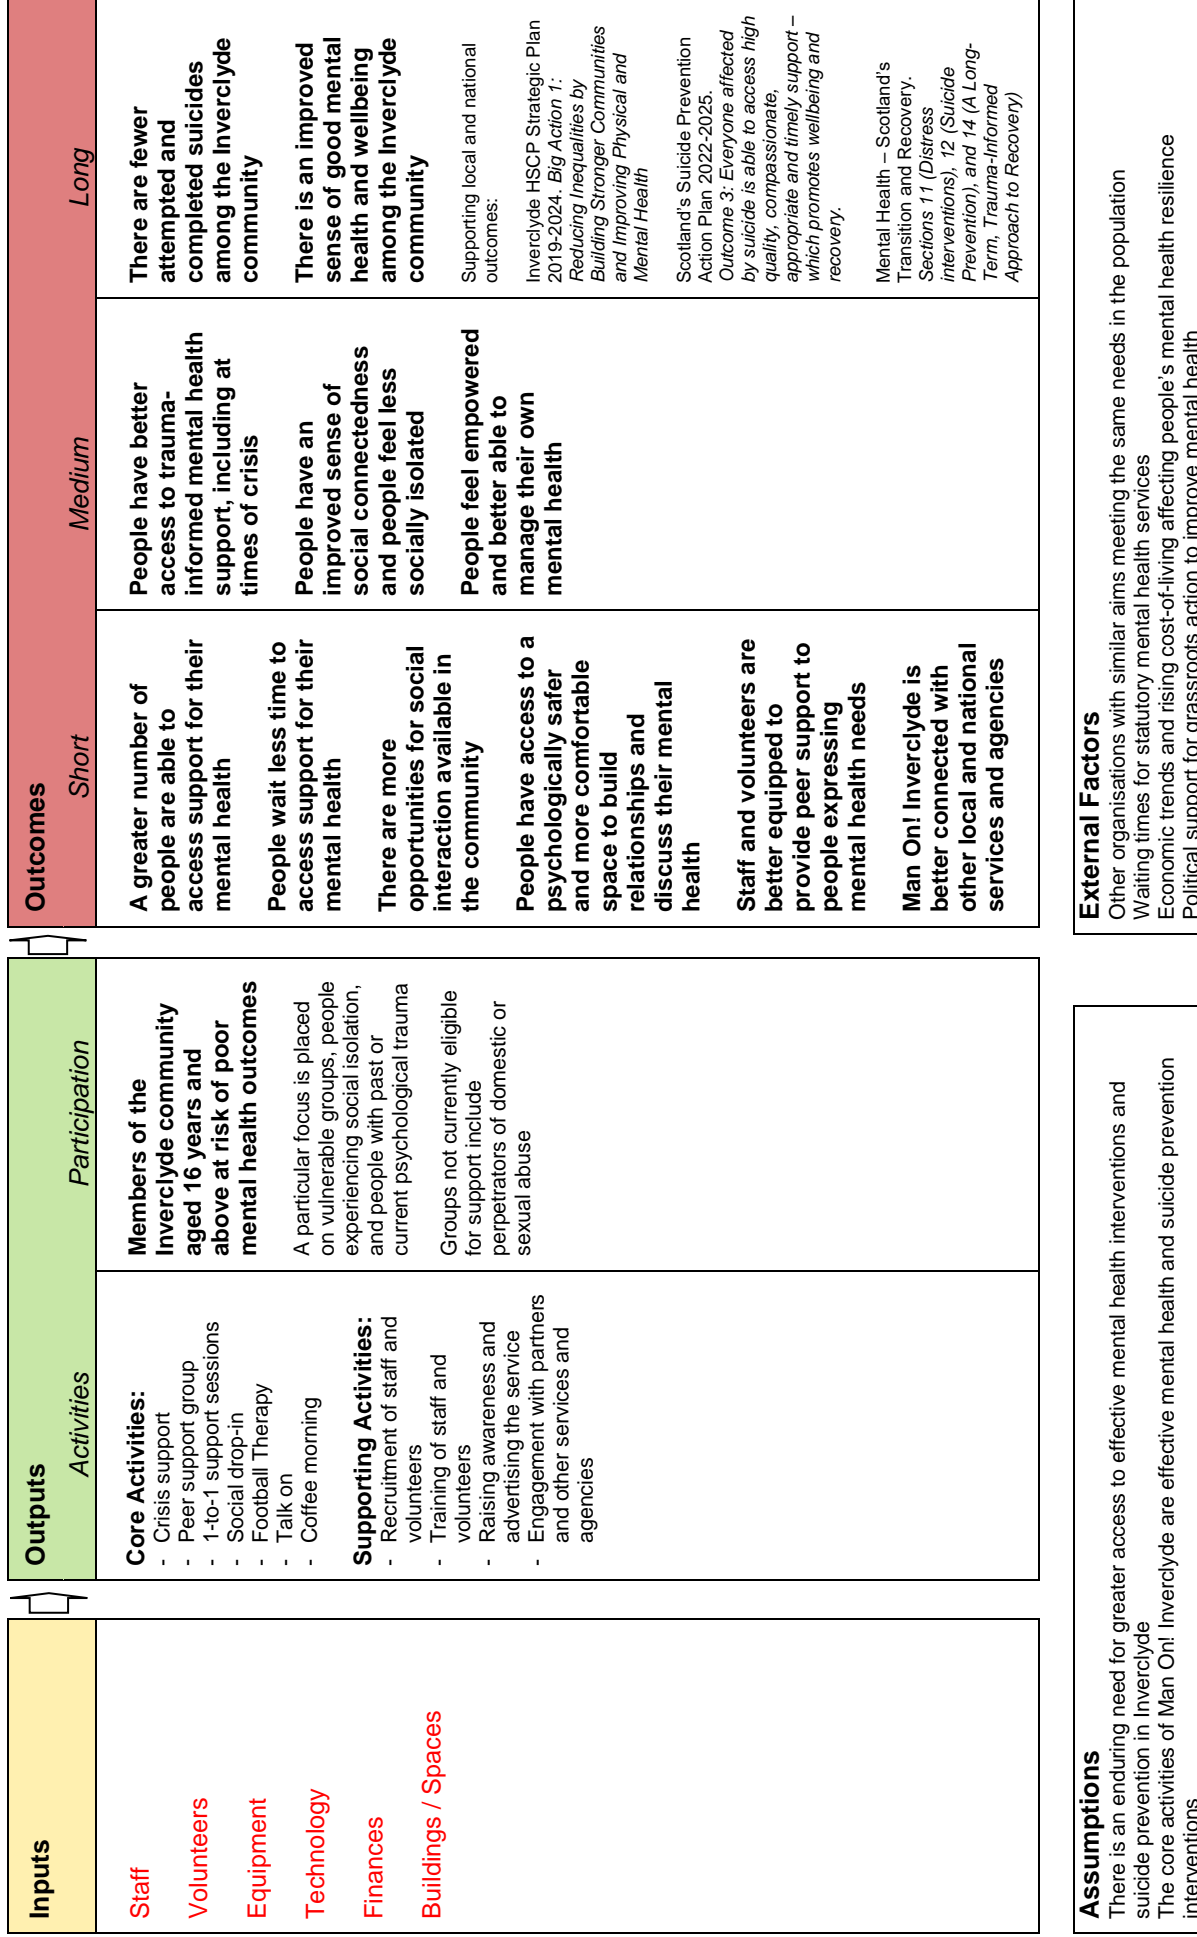 Inputs
Staff
Volunteers
Equipment
Technology
Finances
Buildings / Spaces
Outputs
Activities
Participation
Core Activities:
- Crisis support
- Peer support group
- 1-to-1 support sessions
- Social drop-in
- Football Therapy
- Talk on
- Coffee morning
Supporting Activities:
- Recruitment of staff and
volunteers
- Training of staff and
volunteers
- Raising awareness and
advertising the service
- Engagement with partners
and other services and
agencies
Members of the
Inverclyde community
aged 16 years and
above at risk of poor
mental health outcomes
A particular focus is placed
on vulnerable groups, people
experiencing social isolation,
and people with past or
current psychological trauma
Groups not currently eligible
for support include
perpetrators of domestic or
sexual abuse
Outcomes
Short
Medium
Long
A greater number of
people are able to
access support for their
mental health
People wait less time to
access support for their
mental health
There are more
opportunities for social
interaction available in
the community
People have access to a
psychologically safer
and more comfortable
space to build
relationships and
discuss their mental
health
Staff and volunteers are
better equipped to
provide peer support to
people expressing
mental health needs
Man On! Inverclyde is
better connected with
other local and national
services and agencies
People have better
access to trauma-
informed mental health
support, including at
times of crisis
People have an
improved sense of
social connectedness
and people feel less
socially isolated
People feel empowered
and better able to
manage their own
mental health
There are fewer
attempted and
completed suicides
among the Inverclyde
community
There is an improved
sense of good mental
health and wellbeing
among the Inverclyde
community
Supporting local and national
outcomes:
Inverclyde HSCP Strategic Plan
2019-2024. Big Action 1:
Reducing Inequalities by
Building Stronger Communities
and Improving Physical and
Mental Health
Scotland's Suicide Prevention
Action Plan 2022-2025.
Outcome 3: Everyone affected
by suicide is able to access high
quality, compassionate,
appropriate and timely support –
which promotes wellbeing and
recovery.
Mental Health – Scotland's
Transition and Recovery.
Sections 11 (Distress
interventions), 12 (Suicide
Prevention), and 14 (A Long-
Term, Trauma-Informed
Approach to Recovery)
Assumptions
There is an enduring need for greater access to effective mental health interventions and
suicide prevention in Inverclyde
The core activities of Man On! Inverclyde are effective mental health and suicide prevention
interventions
External Factors
Other organisations with similar aims meeting the same needs in the population
Waiting times for statutory mental health services
Economic trends and rising cost-of-living affecting people's mental health resilience
Political support for grassroots action to improve mental health